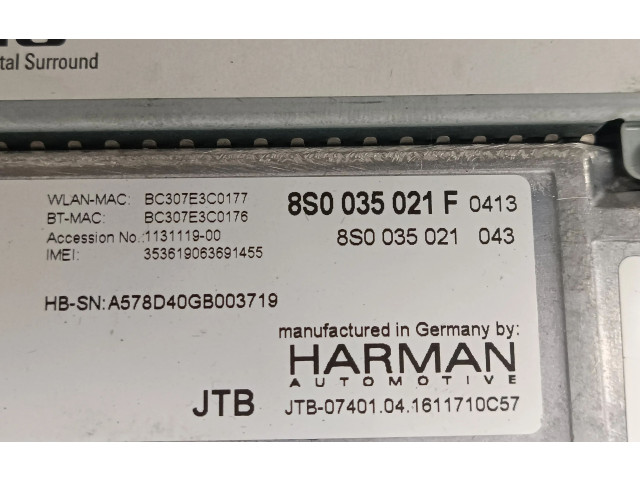 tal Surround
WLAN-MAC: BC307E3C0177
BT-MAC: BC307E3C0176
Accession No.: 1131119-00
IMEI: 353619063691455
8S0 035 021 F 0413
8S0 035 021 043
HB-SN: A578D40GB003719
manufactured in Germany by:
HARMAN
AUTOMOTIVE
JTB JTB-07401.04.1611710C57